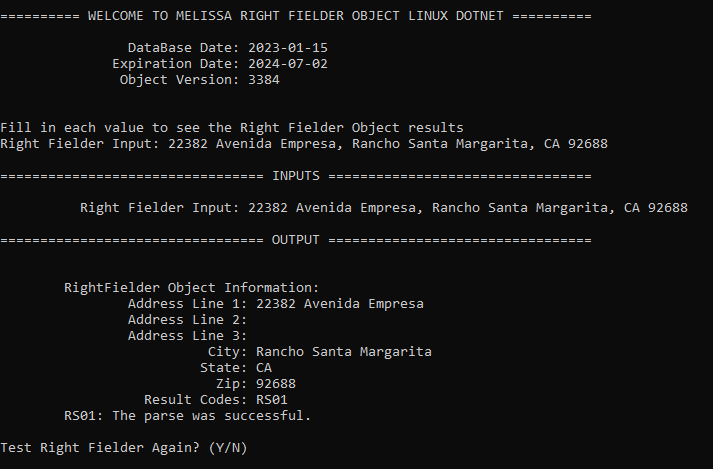 ========== WELCOME TO MELISSA RIGHT FIELDER OBJECT LINUX DOTNET ==========
DataBase Date: 2023-01-15
Expiration Date: 2024-07-02
Object Version: 3384
Fill in each value to see the Right Fielder Object results
Right Fielder Input: 22382 Avenida Empresa, Rancho Santa Margarita, CA 92688
================================= INPUTS =================================
Right Fielder Input: 22382 Avenida Empresa, Rancho Santa Margarita, CA 92688
================================= OUTPUT =================================
RightFielder Object Information:
Address Line 1: 22382 Avenida Empresa
Address Line 2:
Address Line 3:
City: Rancho Santa Margarita
State: CA
Zip: 92688
Result Codes: RS01
RS01: The parse was successful.
Test Right Fielder Again? (Y/N)